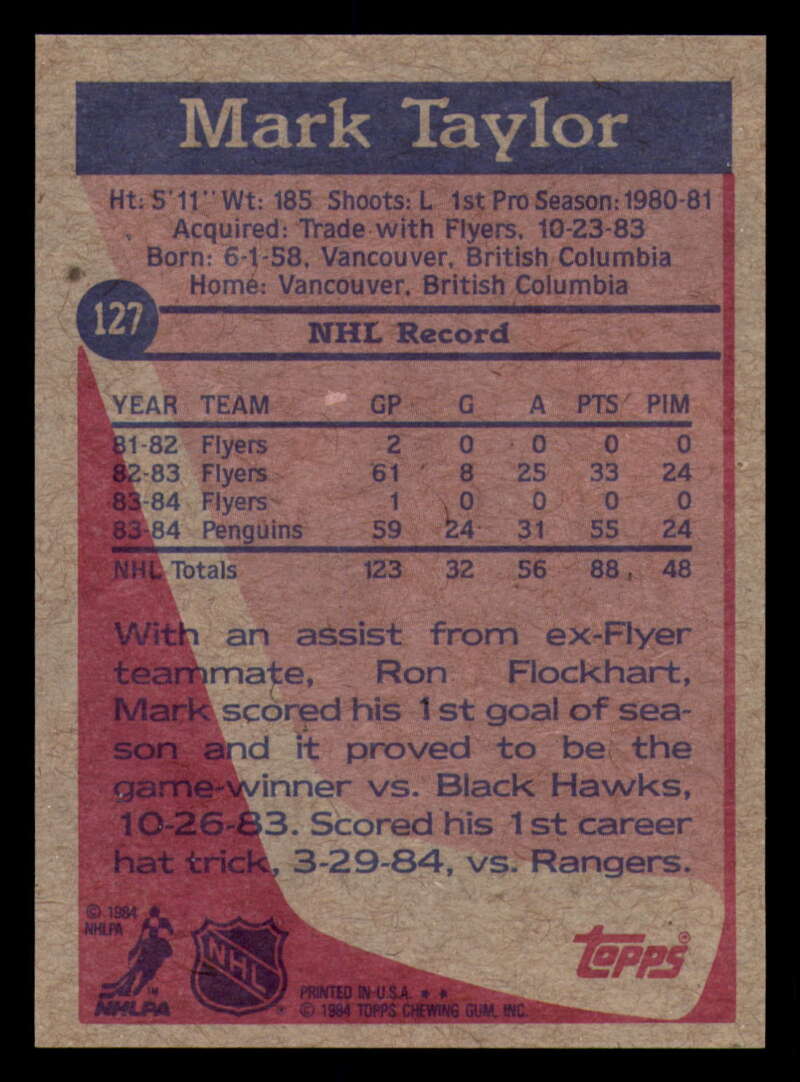 Mark Taylor
Ht: 5'11" Wt: 185 Shoots: L 1st Pro Season: 1980-81
Acquired: Trade with Flyers, 10-23-83
Born: 6-1-58, Vancouver, British Columbia
Home: Vancouver, British Columbia
127
NHL Record
YEAR TEAM GP G A PTS PIM
81-82 Flyers 2 0 0 0 0
82-83 Flyers 61 8 25 33 24
83-84 Flyers 1 0 0 0 0
83-84 Penguins 59 24 31 55 24
NHL Totals 123 32 56 88 48
With an assist from ex-Flyer
teammate, Ron Flockhart,
Mark scored his 1st goal of sea-
son and it proved to be the
game-winner vs. Black Hawks,
10-26-83. Scored his 1st career
hat trick, 3-29-84, vs. Rangers.
© 1984
NHLPA
TM
NHLPA
NHL
®
TOPPS®
PRINTED IN U.S.A. * *
© 1984 TOPPS CHEWING GUM, INC.